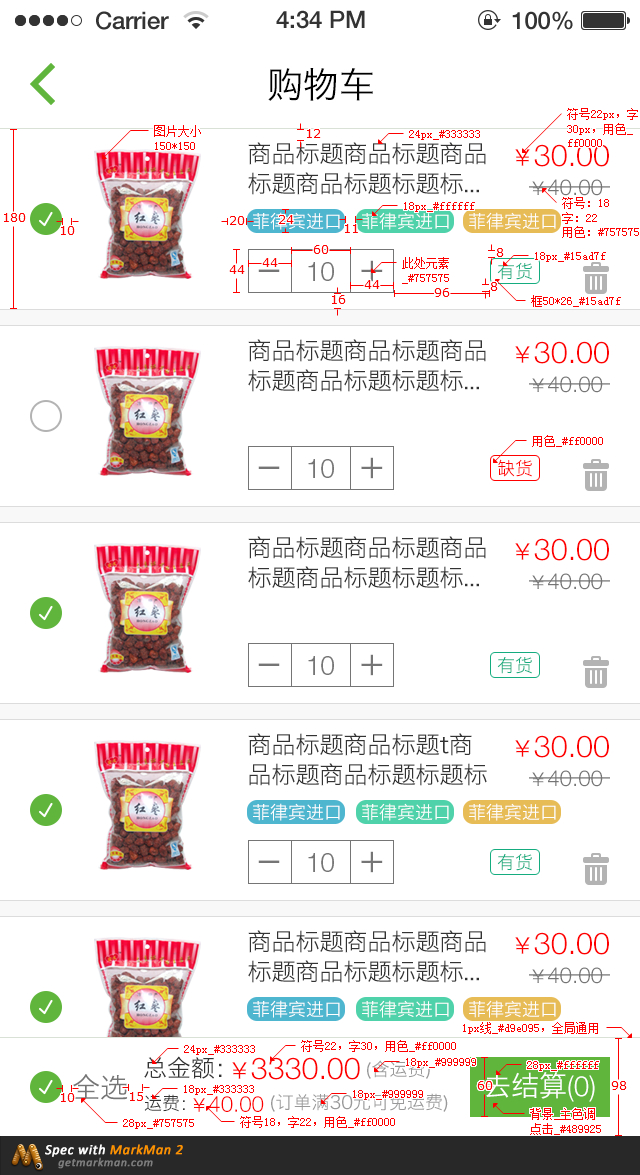 Carrier 4:34 PM 100%
购物车
图片大小
150*150
12
24px_#333333
符号22px，字
30px，用色_
ff0000
商品标题商品标题商品
标题商品标题标题标...
¥30.00
¥40.00
180
10
20
24
11
18px_#ffffff
菲律宾进口 菲律宾进口 菲律宾进口
符号：18
字：22
用色：#757575
44
44
60
10
44
16
96
此处元素
_#757575
8
8
有货
18px_#15ad7f
框50*26_#15ad7f
商品标题商品标题商品
标题商品标题标题标...
¥30.00
¥40.00
10
用色_#ff0000
缺货
商品标题商品标题商品
标题商品标题标题标...
¥30.00
¥40.00
10
有货
商品标题商品标题t商
品标题商品标题标题标
¥30.00
¥40.00
菲律宾进口 菲律宾进口 菲律宾进口
10
有货
商品标题商品标题商品
标题商品标题标题标...
¥30.00
¥40.00
菲律宾进口 菲律宾进口 菲律宾进口
1px线_#d9e095，全局通用
24px_#333333
符号22，字30，用色_#ff0000
总金额: ¥3330.00 (含运费)
18px_#999999
28px_#ffffff
10
全选
15
18px_#333333
18px_#999999
60
去结算(0)
98
运费: ¥40.00 (订单满30元可免运费)
28px_#757575
符号18，字22，用色_#ff0000
背景_主色调
点击_#489925
Spec with MarkMan 2
getmarkman.com